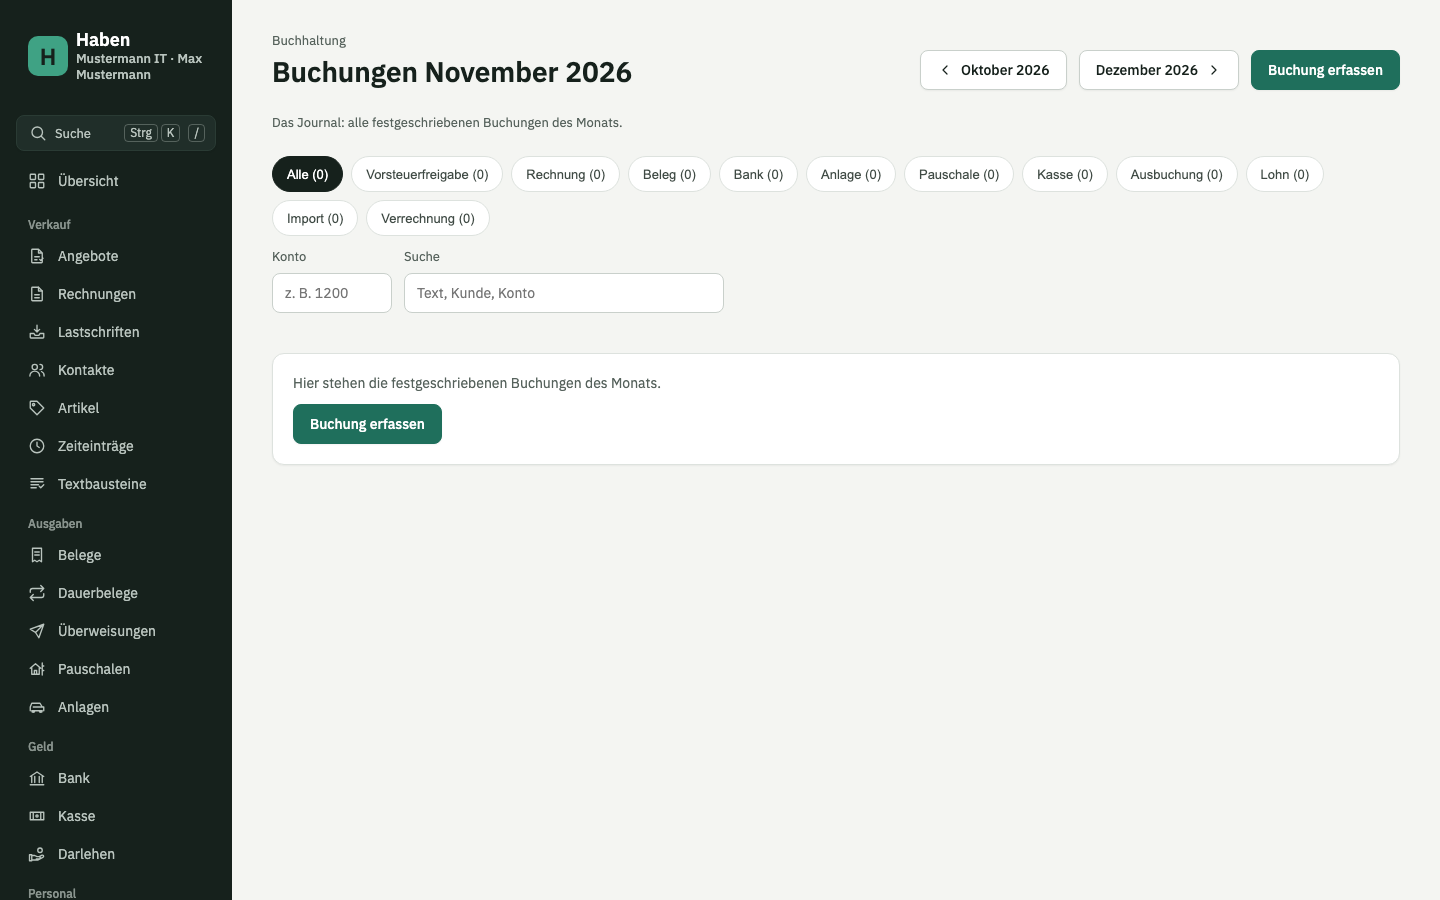 H
Haben
Mustermann IT · Max
Mustermann
Suche
Strg K /
Übersicht
Verkauf
Angebote
Rechnungen
Lastschriften
Kontakte
Artikel
Zeiteinträge
Textbausteine
Ausgaben
Belege
Dauerbelege
Überweisungen
Pauschalen
Anlagen
Geld
Bank
Kasse
Darlehen
Personal
Buchhaltung
Buchungen November 2026
Oktober 2026
Dezember 2026
Buchung erfassen
Das Journal: alle festgeschriebenen Buchungen des Monats.
Alle (0) Vorsteuerfreigabe (0) Rechnung (0) Beleg (0) Bank (0) Anlage (0) Pauschale (0) Kasse (0) Ausbuchung (0) Lohn (0)
Import (0) Verrechnung (0)
Konto Suche
z. B. 1200 Text, Kunde, Konto
Hier stehen die festgeschriebenen Buchungen des Monats.
Buchung erfassen